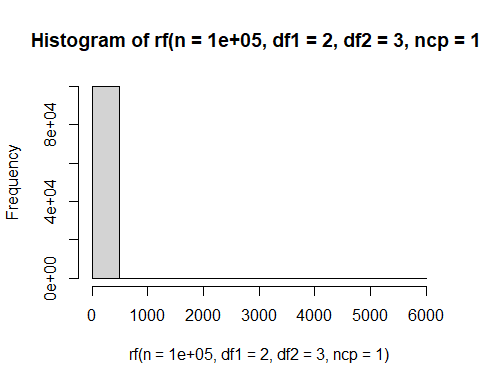 Histogram of rf(n = 1e+05, df1 = 2, df2 = 3, ncp = 1
Frequency
8e+04
4e+04
0e+00
0 1000 2000 3000 4000 5000 6000
rf(n = 1e+05, df1 = 2, df2 = 3, ncp = 1)